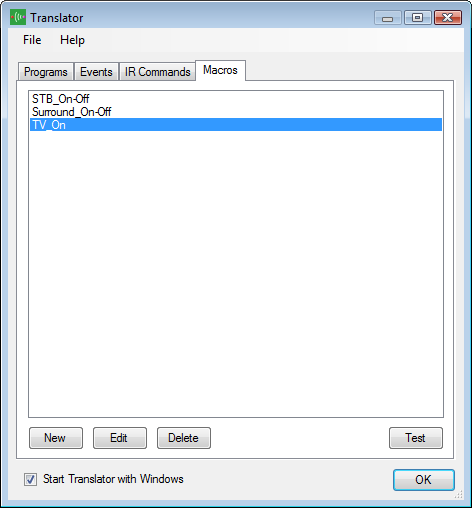 Translator
File Help
Programs Events IR Commands Macros
STB_On-Off
Surround_On-Off
TV_On
New Edit Delete Test
Start Translator with Windows OK